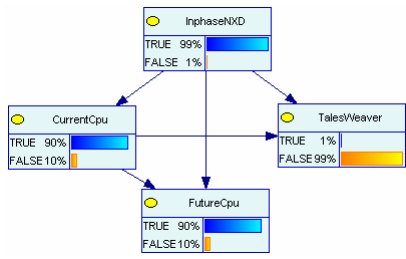 InphaseNXD
TRUE 99%
FALSE 1%
CurrentCpu
TRUE 90%
FALSE 10%
TalesWeaver
TRUE 1%
FALSE 99%
FutureCpu
TRUE 90%
FALSE 10%